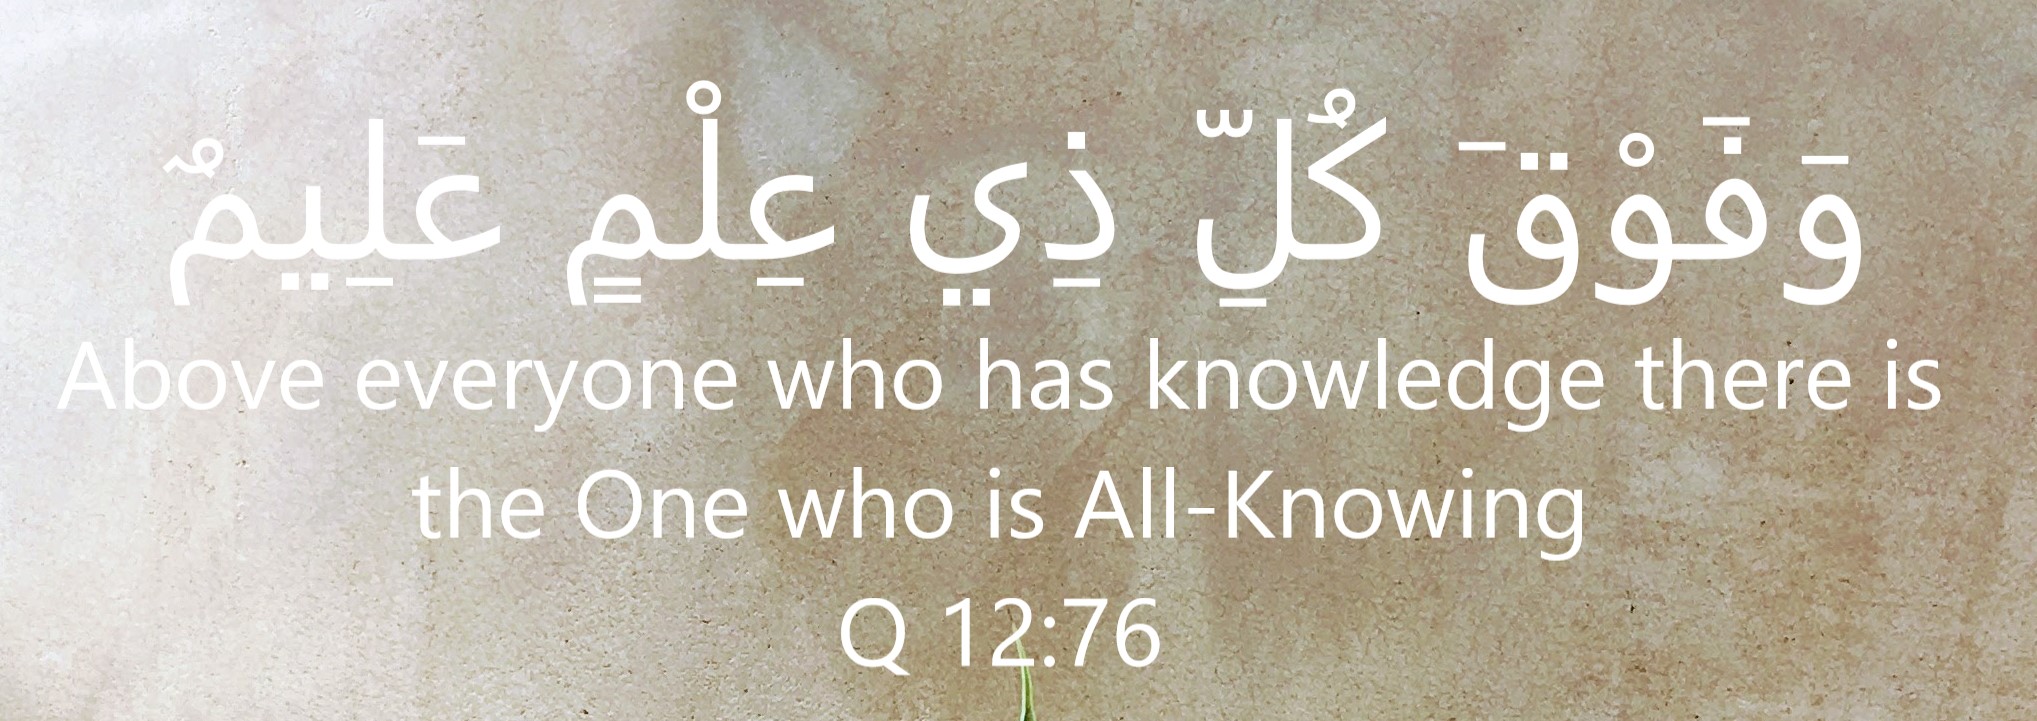 وَفَوْقَ كُلِّ ذِي عِلْمٍ عَلِيمٌ
Above everyone who has knowledge there is
the One who is All-Knowing
Q 12:76